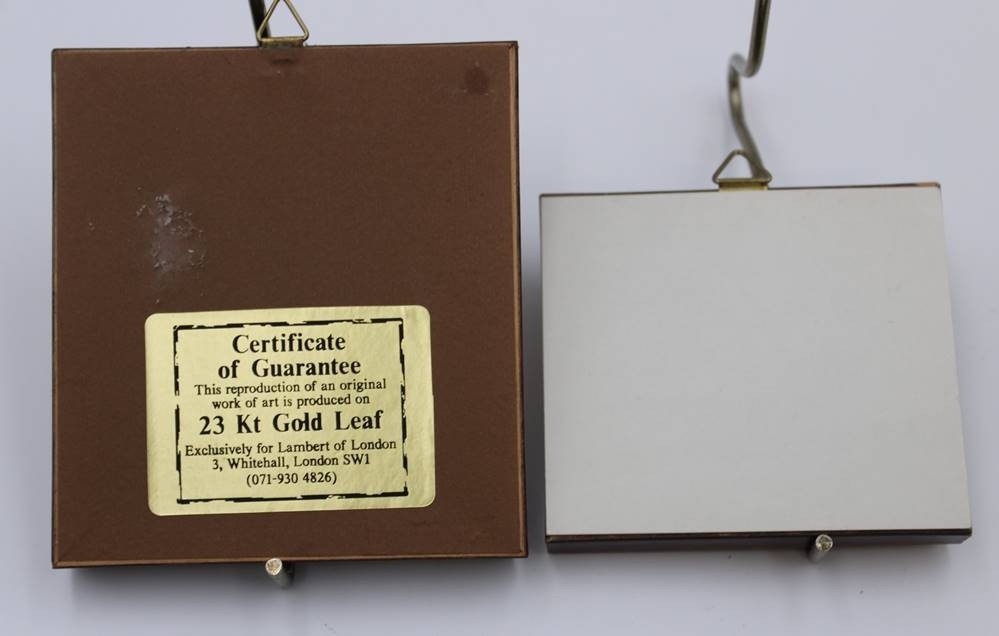 Certificate
of Guarantee
This reproduction of an original
work of art is produced on
23 Kt Gold Leaf
Exclusively for Lambert of London
3, Whitehall, London SW1
(071-930 4826)